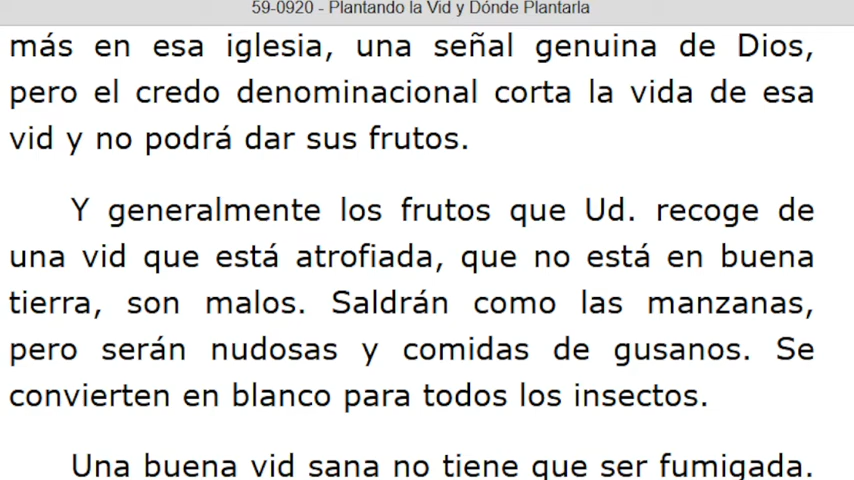 59-0920 - Plantando la Vid y Dónde Plantarla
más en esa iglesia, una señal genuina de Dios,
pero el credo denominacional corta la vida de esa
vid y no podrá dar sus frutos.
Y generalmente los frutos que Ud. recoge de
una vid que está atrofiada, que no está en buena
tierra, son malos. Saldrán como las manzanas,
pero serán nudosas y comidas de gusanos. Se
convierten en blanco para todos los insectos.
Una buena vid sana no tiene que ser fumigada.